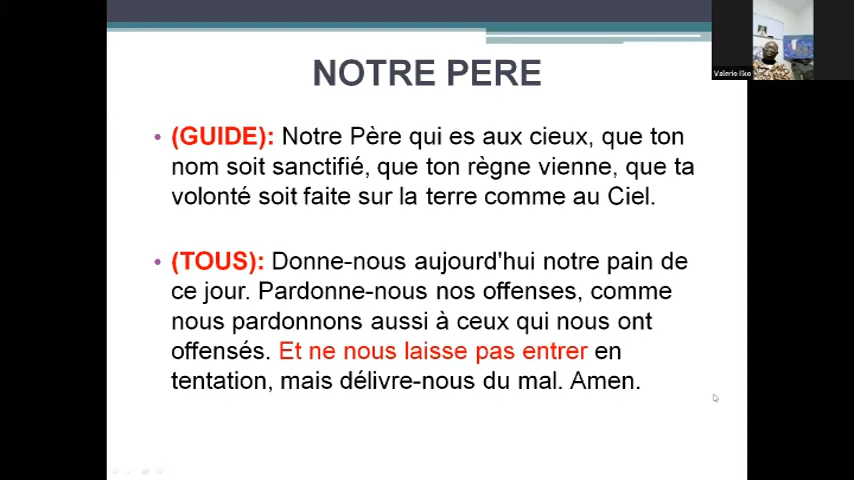 NOTRE PERE
Valerio Eko
• (GUIDE): Notre Père qui es aux cieux, que ton
nom soit sanctifié, que ton règne vienne, que ta
volonté soit faite sur la terre comme au Ciel.
• (TOUS): Donne-nous aujourd'hui notre pain de
ce jour. Pardonne-nous nos offenses, comme
nous pardonnons aussi à ceux qui nous ont
offensés. Et ne nous laisse pas entrer en
tentation, mais délivre-nous du mal. Amen.